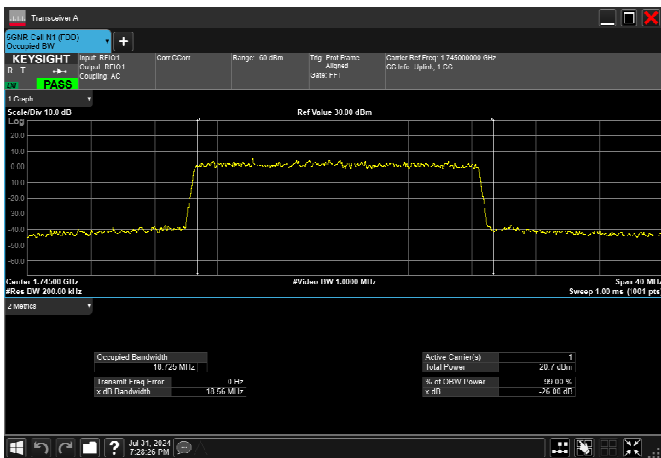 Transceiver A
5GNR Cell N1 (FDD)
Occupied BW
KEYSIGHT
R T
PASS
Input: RFIO1
Output: RFIO1
Coupling: AC
Corr CCorr
Range: 60 dBm
Trig: Prdt Frame
Aligned
Gate: FFT
Carrier Ref Freq: 1.745000000 GHz
CC Info: Uplink, 1 CC
1 Graph
Scale/Div 10.0 dB
Ref Value 30.00 dBm
Log
20.0
10.0
0.00
-10.0
-20.0
-30.0
-40.0
-50.0
-60.0
Center 1.74500 GHz
#Video BW 1.0000 MHz
Span 40 MHz
#Res BW 200.00 kHz
Sweep 1.00 ms (1001 pts)
2 Metrics
Occupied Bandwidth
18.725 MHz
Transmit Freq Error
0 Hz
x dB Bandwidth
18.56 MHz
Active Carrier(s)
1
Total Power
20.7 dBm
% of OBW Power
99.00 %
x dB
-26.00 dB
Jul 31, 2024
7:28:26 PM